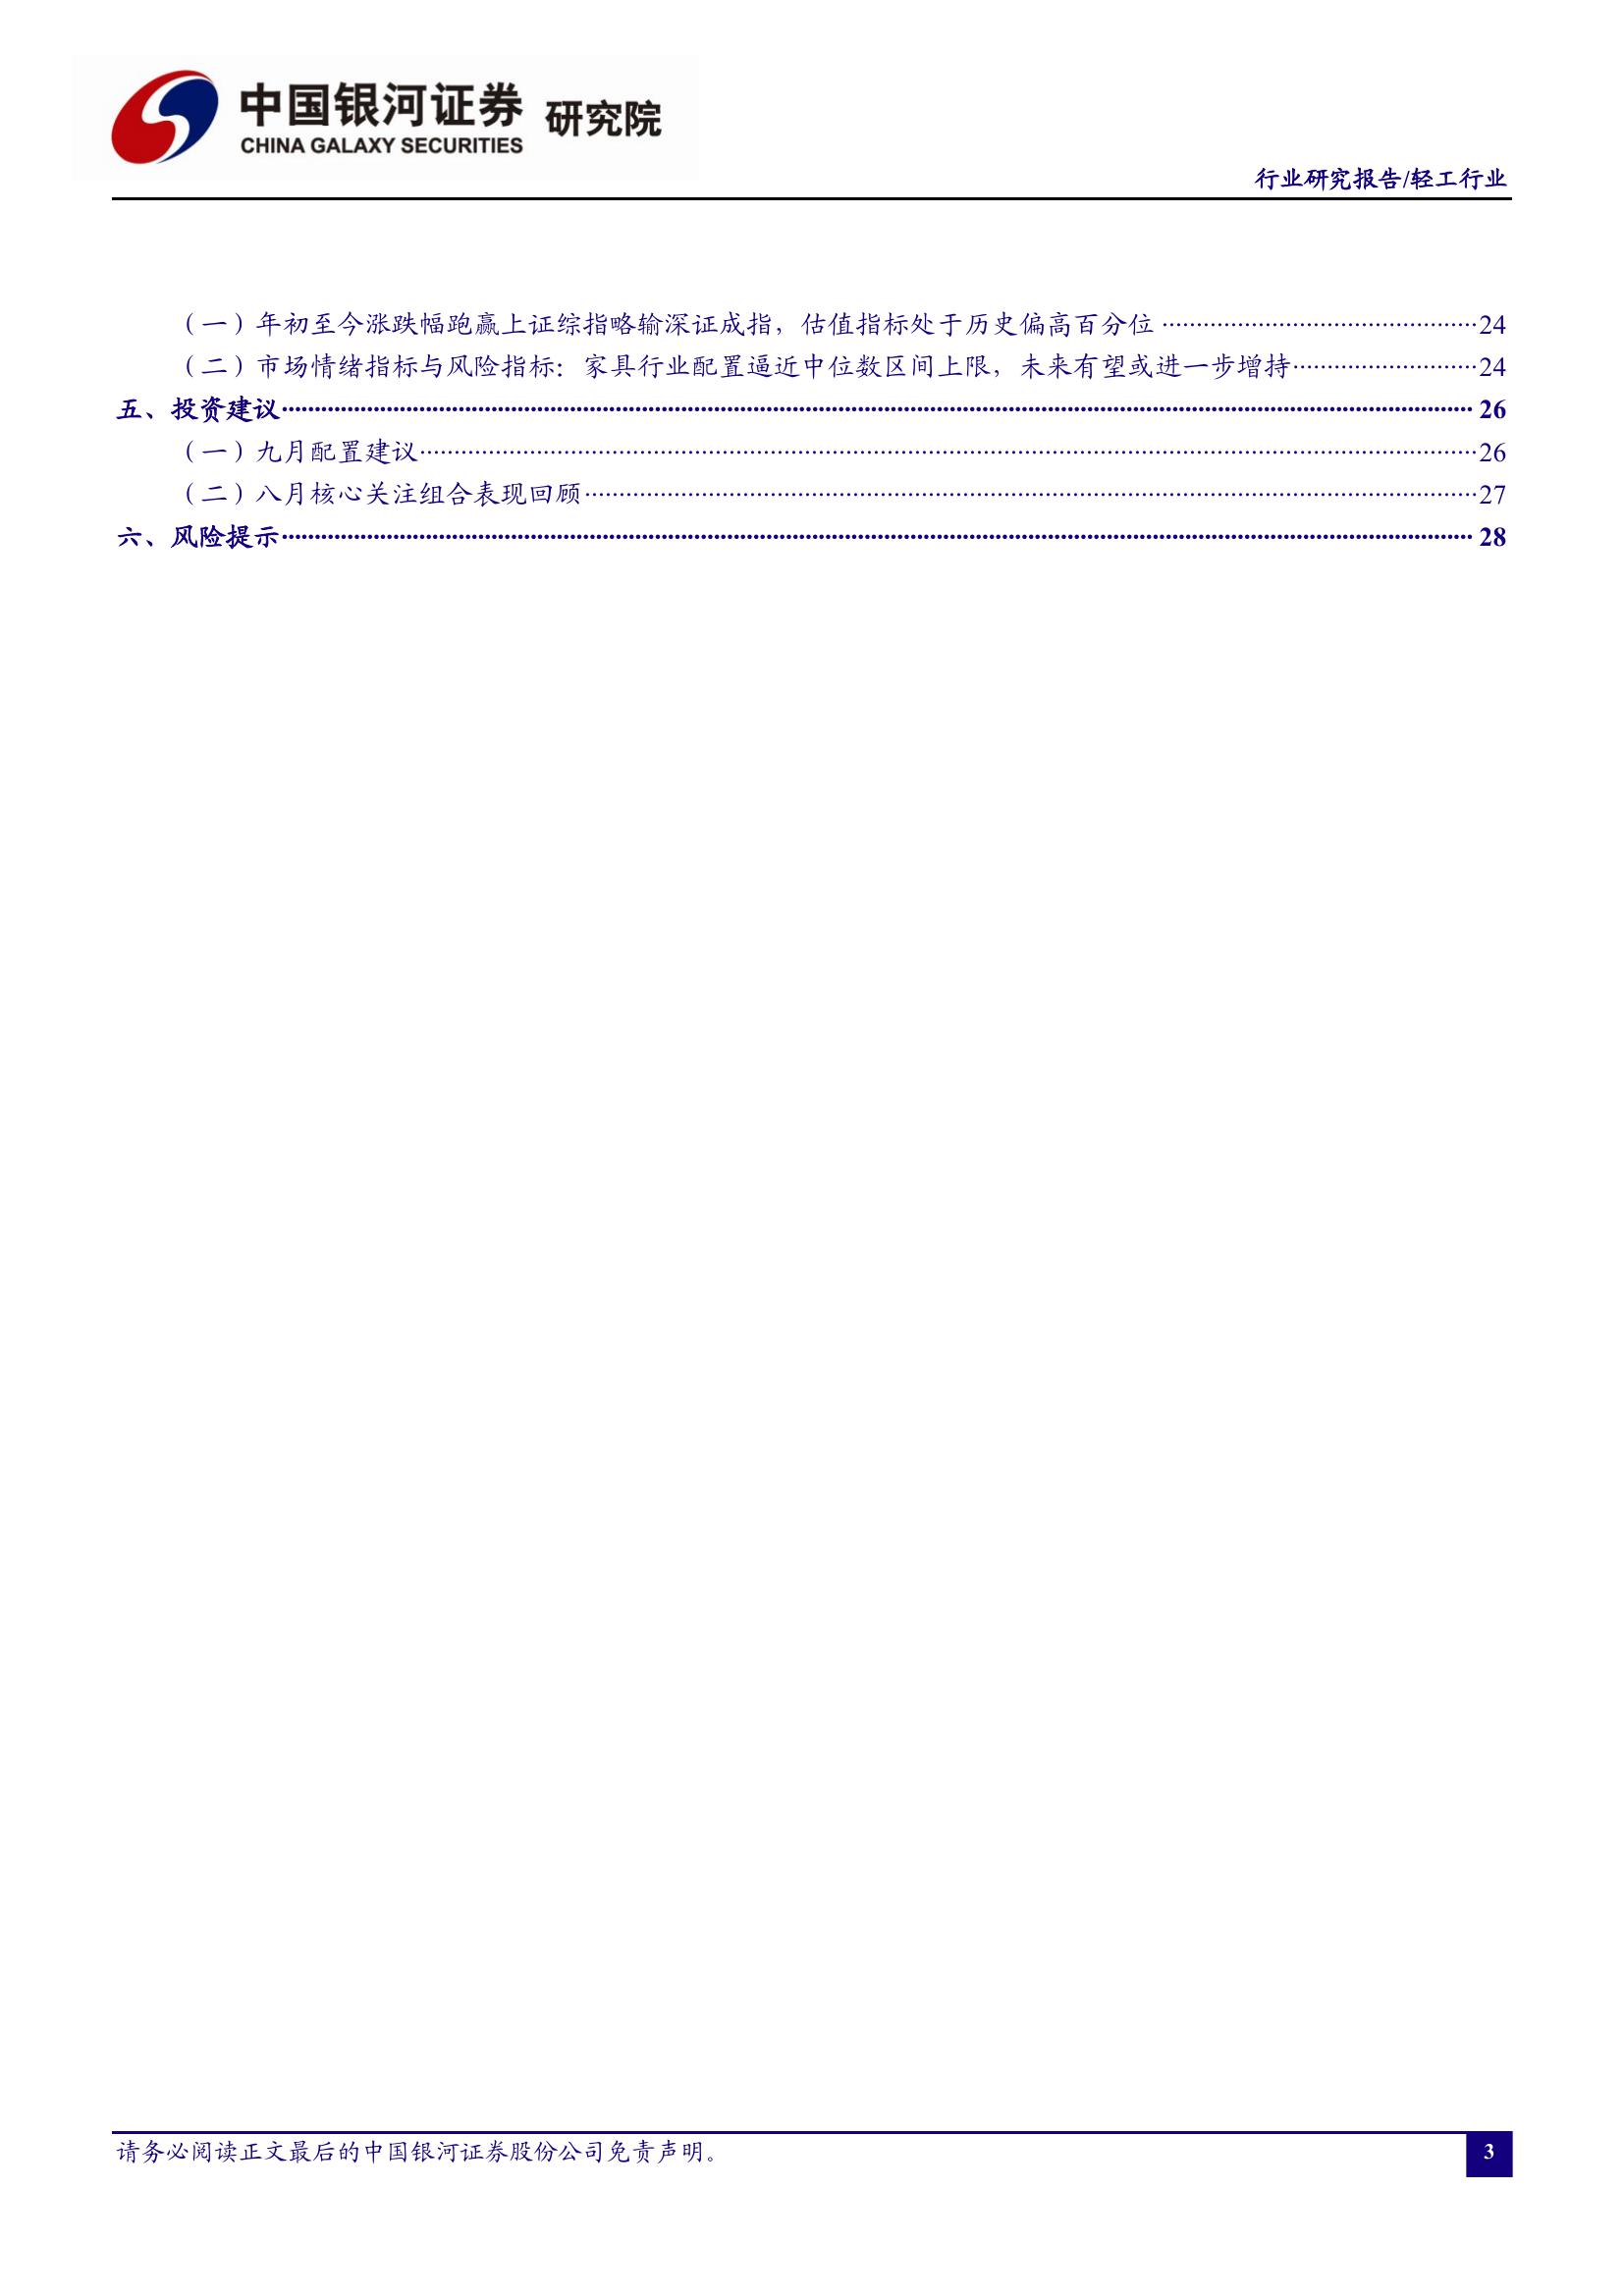 中国银河证券 研究院
CHINA GALAXY SECURITIES
行业研究报告/轻工行业
（一）年初至今涨跌幅跑赢上证综指略输深证成指，估值指标处于历史偏高百分位 ··············································24
（二）市场情绪指标与风险指标：家具行业配置逼近中位数区间上限，未来有望或进一步增持···························24
五、投资建议······················································································································ 26
（一）九月配置建议·················································································································26
（二）八月核心关注组合表现回顾·······························································································27
六、风险提示······················································································································ 28
请务必阅读正文最后的中国银河证券股份公司免责声明。
3